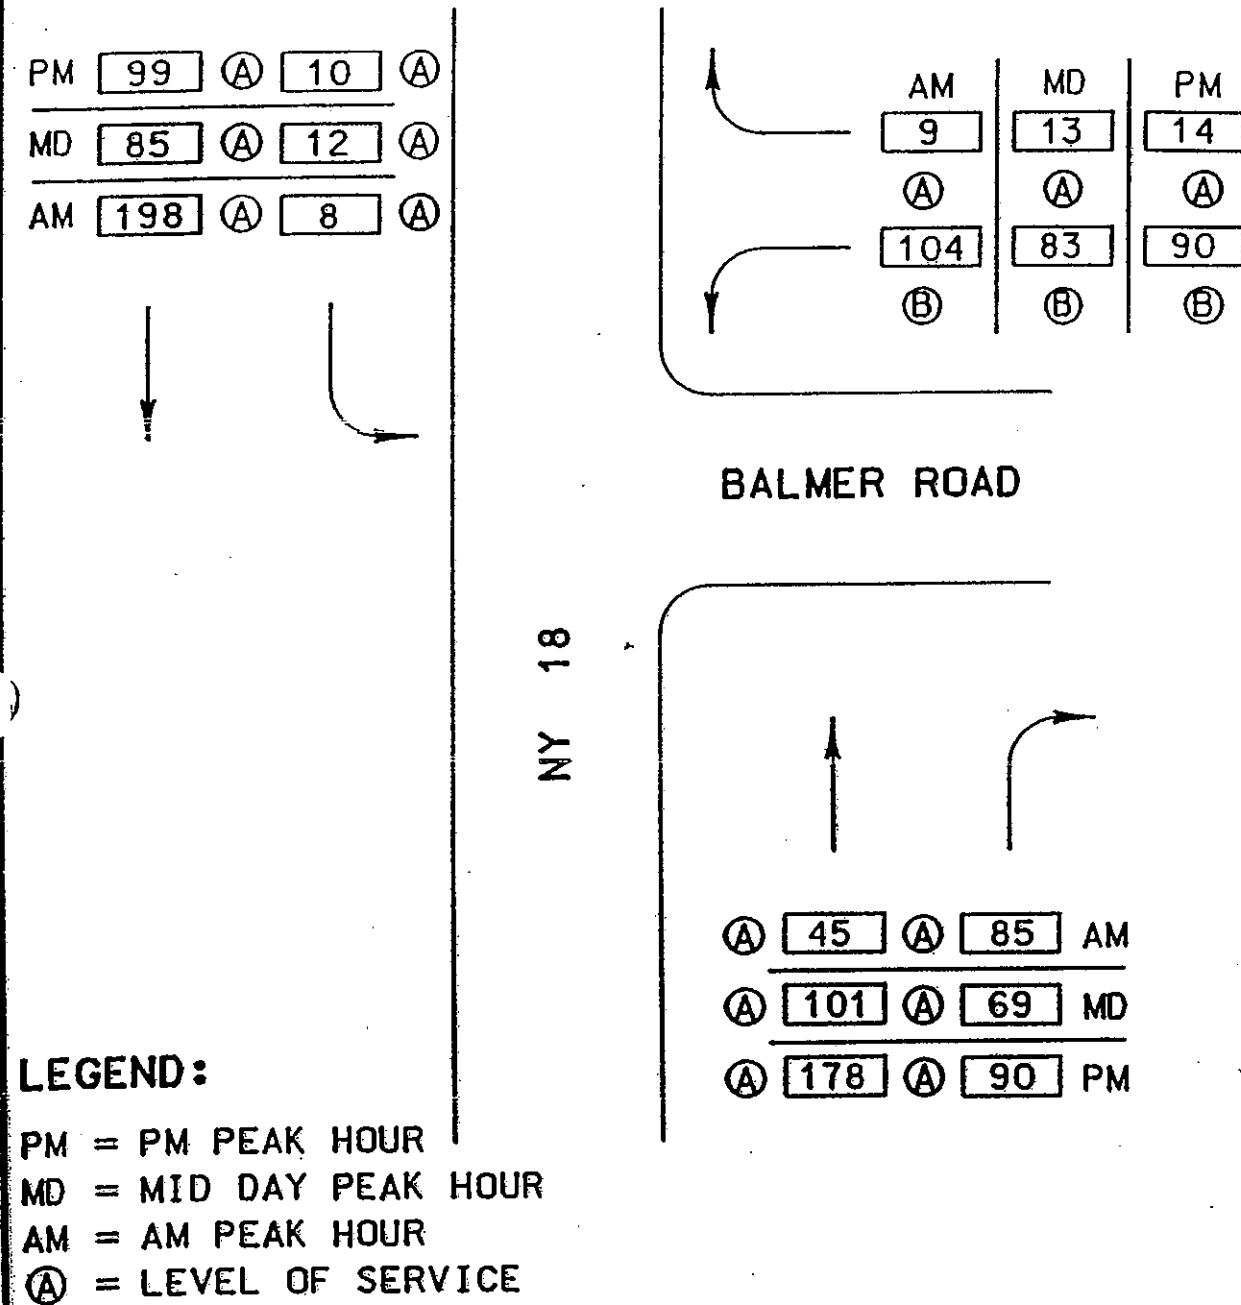 PM 99 A 10 A
MD 85 A 12 A
AM 198 A 8 A
AM MD PM
9 13 14
A A A
104 83 90
B B B
BALMER ROAD
NY 18
A 45 A 85 AM
A 101 A 69 MD
A 178 A 90 PM
LEGEND:
PM = PM PEAK HOUR
MD = MID DAY PEAK HOUR
AM = AM PEAK HOUR
A = LEVEL OF SERVICE